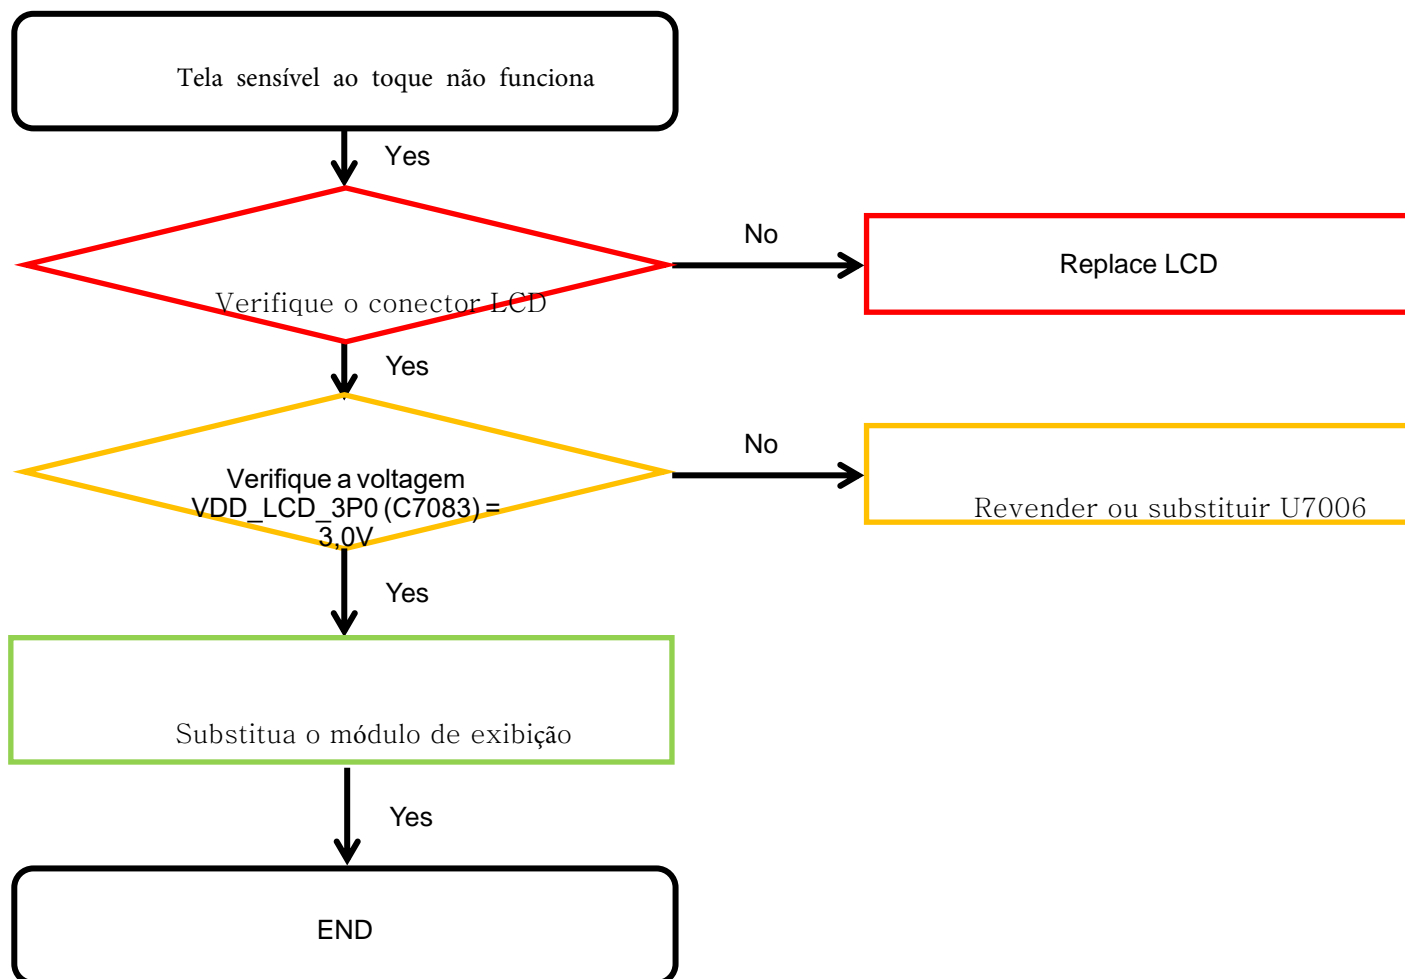 Tela sensível ao toque não funciona
Yes
No
Replace LCD
Verifique o conector LCD
Yes
No
Verifique a voltagem
VDD_LCD_3P0 (C7083) =
3,0V
Revender ou substituir U7006
Yes
Substitua o módulo de exibição
Yes
END